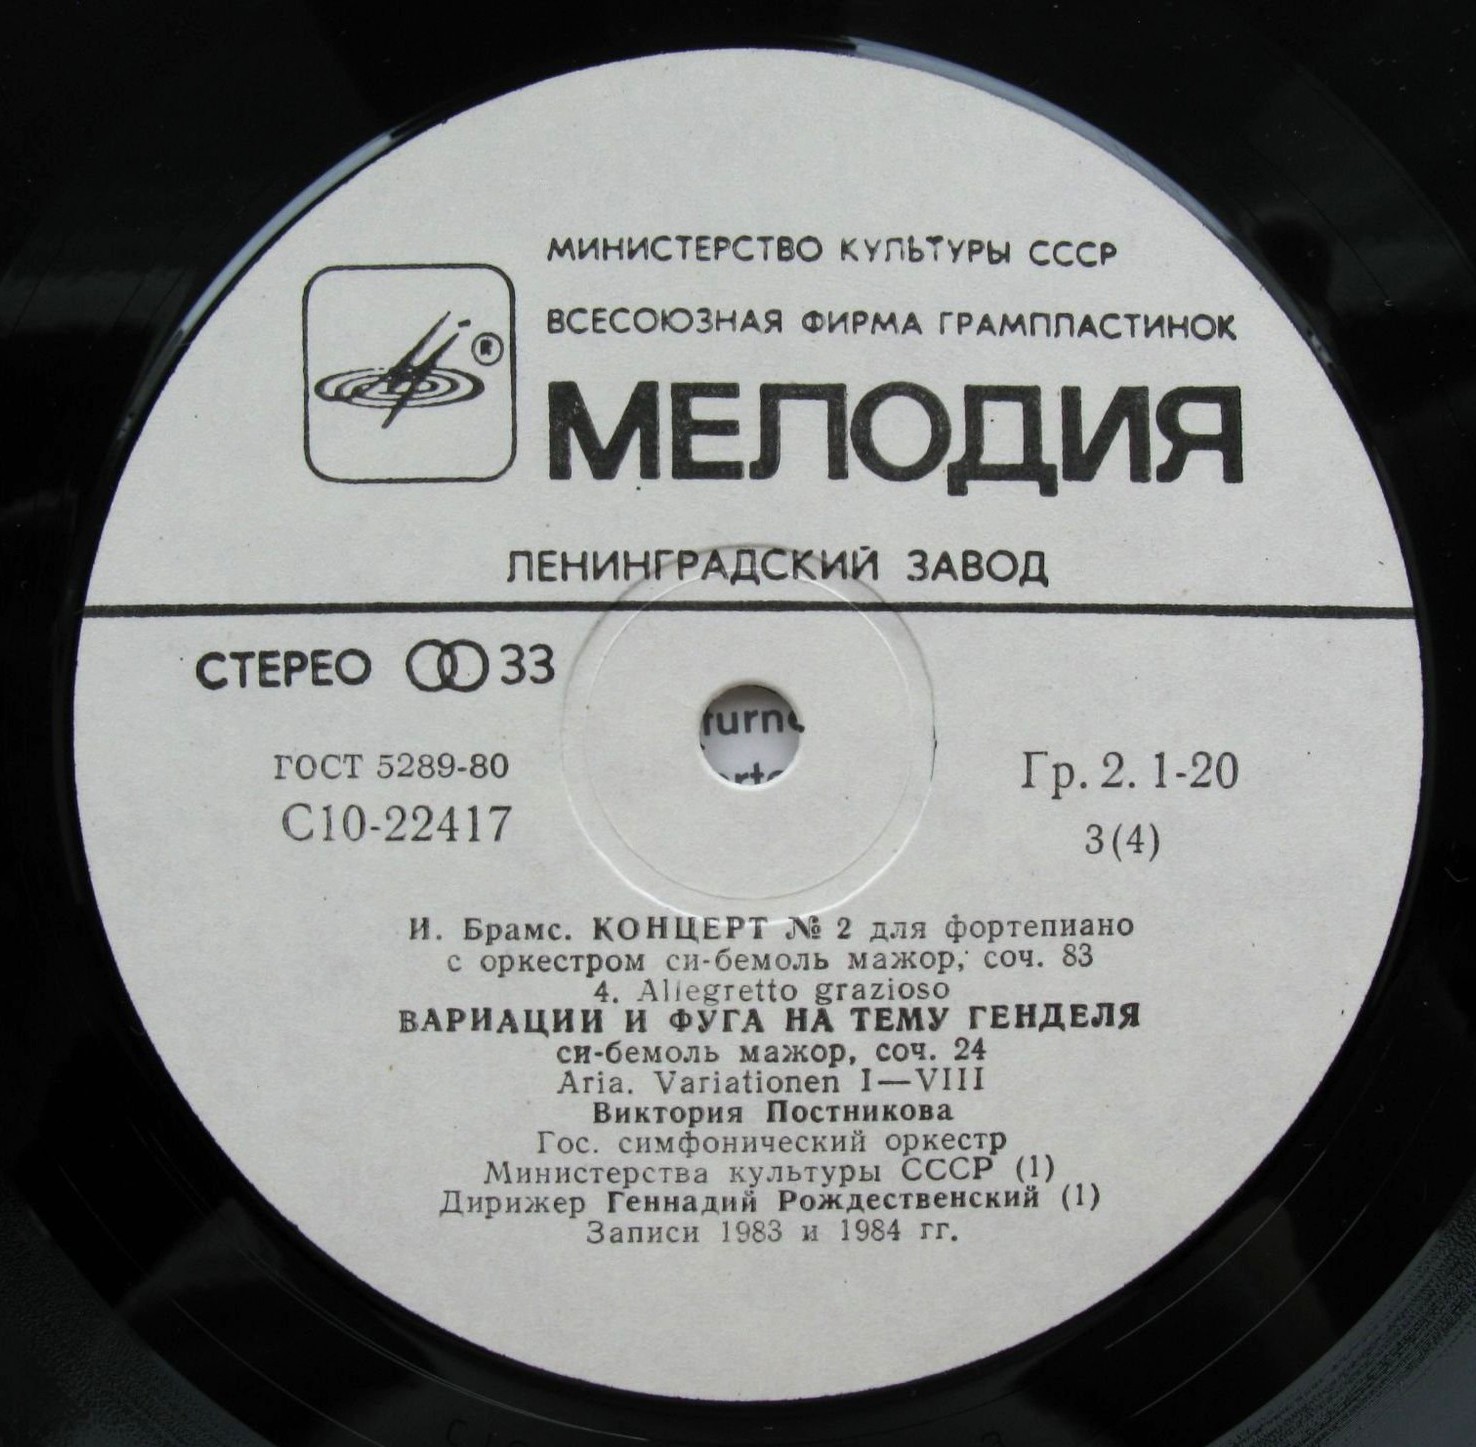 МИНИСТЕРСТВО КУЛЬТУРЫ СССР
ВСЕСОЮЗНАЯ ФИРМА ГРАМПЛАСТИНОК
®
МЕЛОДИЯ
ЛЕНИНГРАДСКИЙ ЗАВОД
СТЕРЕО 33
ГОСТ 5289-80
С10-22417
Гр. 2. 1-20
3(4)
И. Брамс. КОНЦЕРТ № 2 для фортепиано
с оркестром си-бемоль мажор, соч. 83
4. Allegretto grazioso
ВАРИАЦИИ И ФУГА НА ТЕМУ ГЕНДЕЛЯ
си-бемоль мажор, соч. 24
Aria. Variationen I—VIII
Виктория Постникова
Гос. симфонический оркестр
Министерства культуры СССР (1)
Дирижер Геннадий Рождественский (1)
Записи 1983 и 1984 гг.